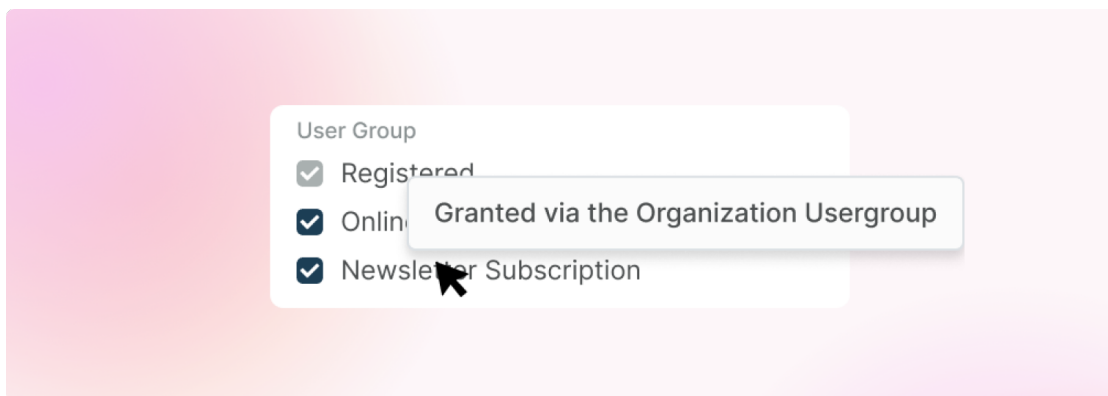 User Group
Registered
Granted via the Organization Usergroup
Newsletter Subscription